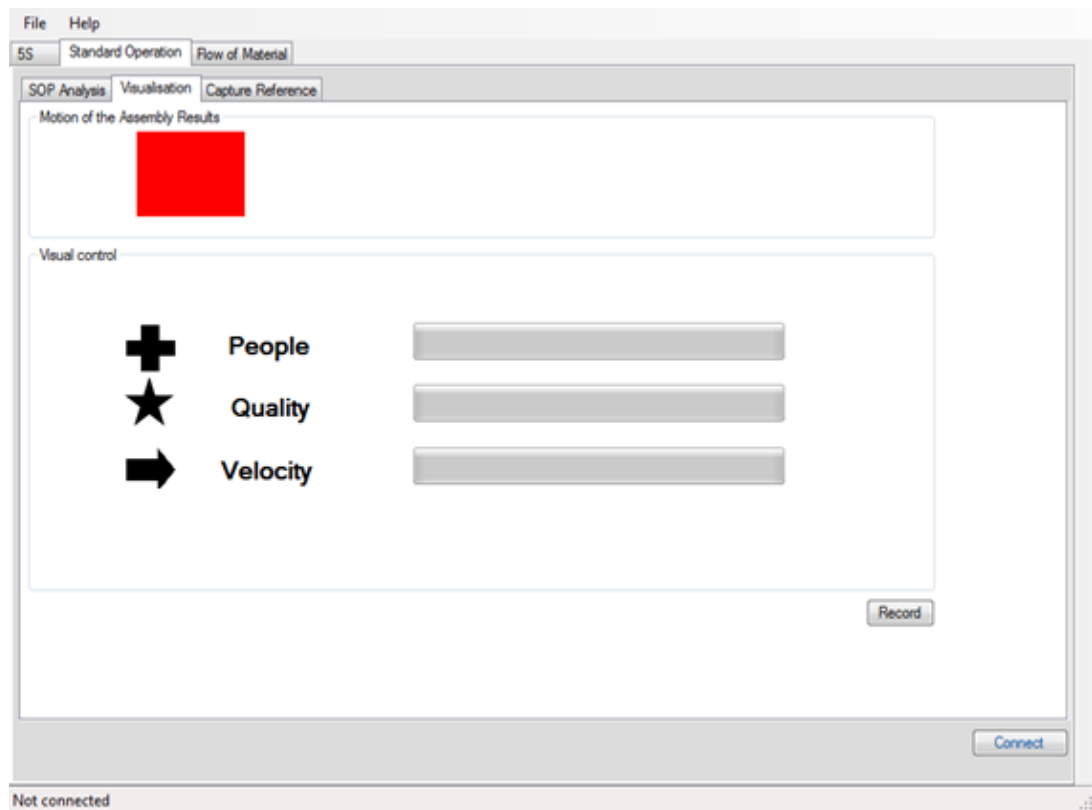 File Help
5S Standard Operation Flow of Material
SOP Analysis Visualisation Capture Reference
Motion of the Assembly Results
Visual control
People
Quality
Velocity
Record
Connect
Not connected